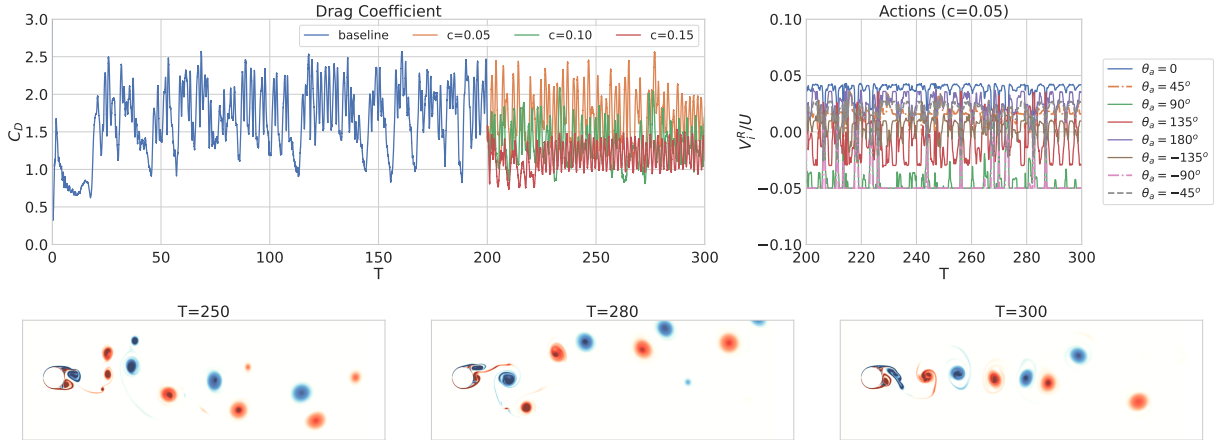 Drag Coefficient
3.0
2.5
2.0
1.5
1.0
0.5
0.0
C_D
baseline
c=0.05
c=0.10
c=0.15
0
50
100
150
200
250
300
T
Actions (c=0.05)
0.10
0.05
0.00
−0.05
−0.10
V_i^R/U
200
220
240
260
280
300
T
θ_a = 0
θ_a = 45°
θ_a = 90°
θ_a = 135°
θ_a = 180°
θ_a = −135°
θ_a = −90°
θ_a = −45°
T=250
T=280
T=300